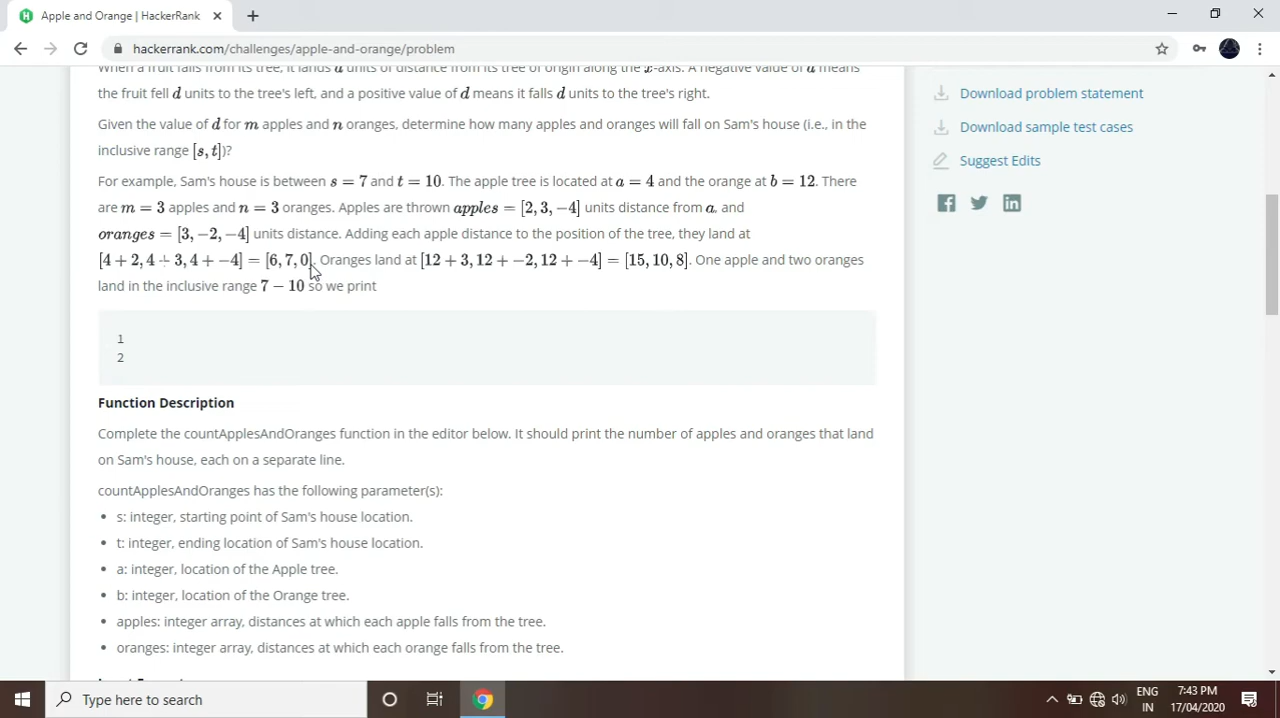 Apple and Orange | HackerRank
hackerrank.com/challenges/apple-and-orange/problem
When a fruit falls from its tree, it lands d units of distance from its tree of origin along the x-axis. A negative value of d means
the fruit fell d units to the tree's left, and a positive value of d means it falls d units to the tree's right.
Given the value of d for m apples and n oranges, determine how many apples and oranges will fall on Sam's house (i.e., in the
inclusive range [s, t])?
For example, Sam's house is between s = 7 and t = 10. The apple tree is located at a = 4 and the orange at b = 12. There
are m = 3 apples and n = 3 oranges. Apples are thrown apples = [2, 3, −4] units distance from a, and
oranges = [3, −2, −4] units distance. Adding each apple distance to the position of the tree, they land at
[4 + 2, 4 + 3, 4 + −4] = [6, 7, 0]. Oranges land at [12 + 3, 12 + −2, 12 + −4] = [15, 10, 8]. One apple and two oranges
land in the inclusive range 7 − 10 so we print
1
2
Function Description
Complete the countApplesAndOranges function in the editor below. It should print the number of apples and oranges that land
on Sam's house, each on a separate line.
countApplesAndOranges has the following parameter(s):
• s: integer, starting point of Sam's house location.
• t: integer, ending location of Sam's house location.
• a: integer, location of the Apple tree.
• b: integer, location of the Orange tree.
• apples: integer array, distances at which each apple falls from the tree.
• oranges: integer array, distances at which each orange falls from the tree.
Download problem statement
Download sample test cases
Suggest Edits
Type here to search
ENG
IN
7:43 PM
17/04/2020